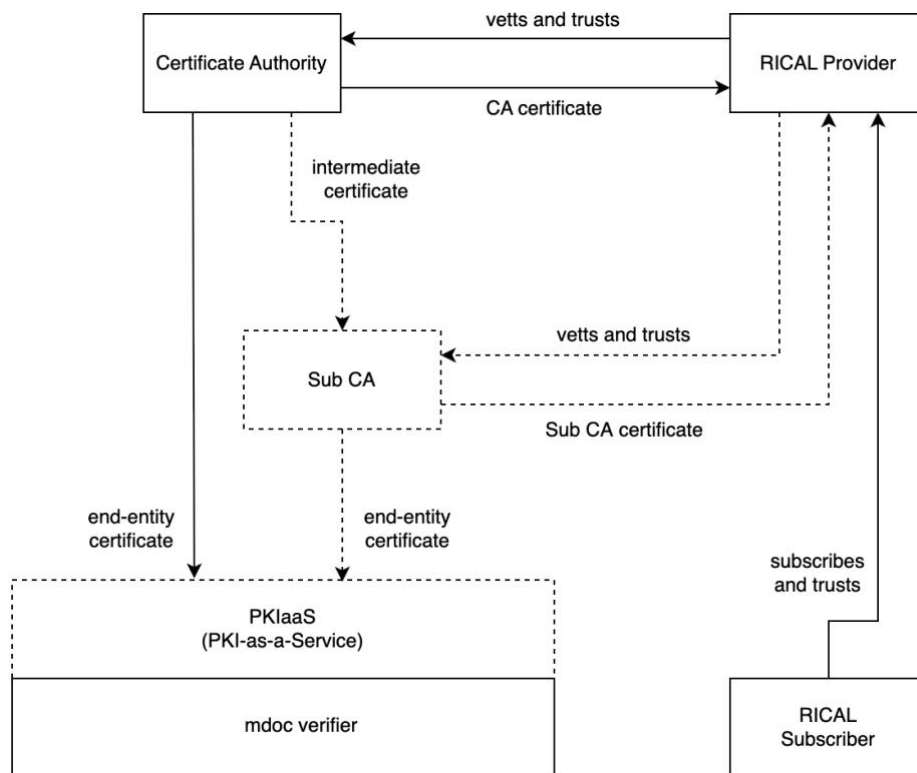 vetts and trusts
Certificate Authority
RICAL Provider
CA certificate
intermediate
certificate
vetts and trusts
Sub CA
Sub CA certificate
end-entity
certificate
end-entity
certificate
subscribes
and trusts
PKIaaS
(PKI-as-a-Service)
mdoc verifier
RICAL
Subscriber